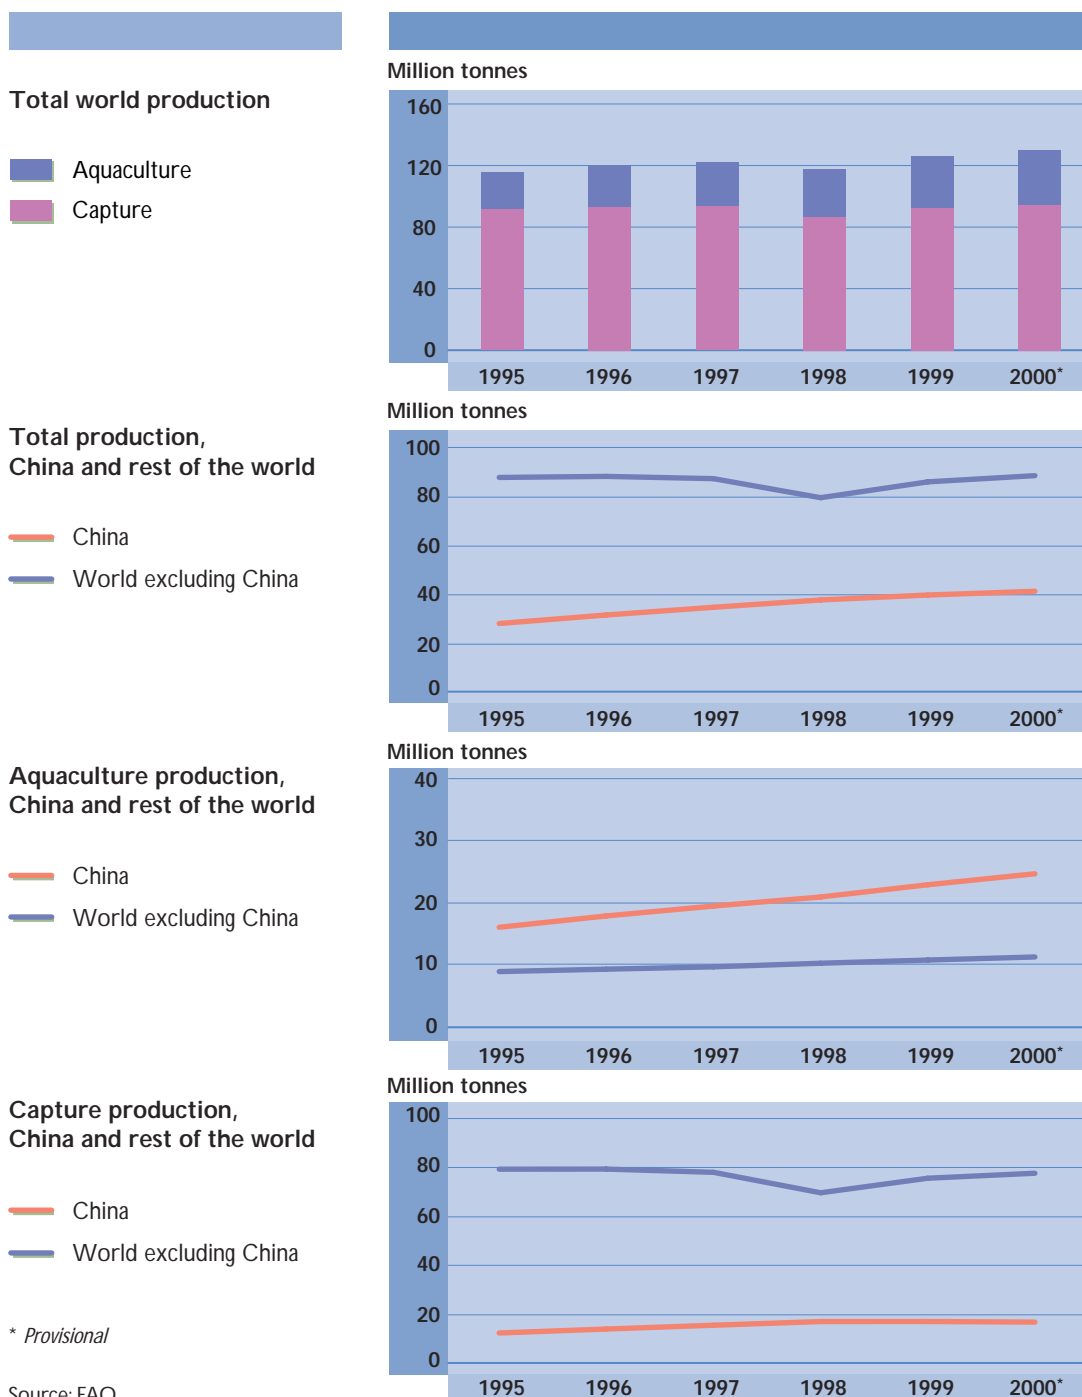 Million tonnes
Total world production
Aquaculture
Capture
160
120
80
40
0
1995 1996 1997 1998 1999 2000*
Million tonnes
Total production,
China and rest of the world
China
World excluding China
100
80
60
40
20
0
1995 1996 1997 1998 1999 2000*
Million tonnes
Aquaculture production,
China and rest of the world
China
World excluding China
40
30
20
10
0
1995 1996 1997 1998 1999 2000*
Million tonnes
Capture production,
China and rest of the world
China
World excluding China
100
80
60
40
20
0
1995 1996 1997 1998 1999 2000*
* Provisional
Source: FAO